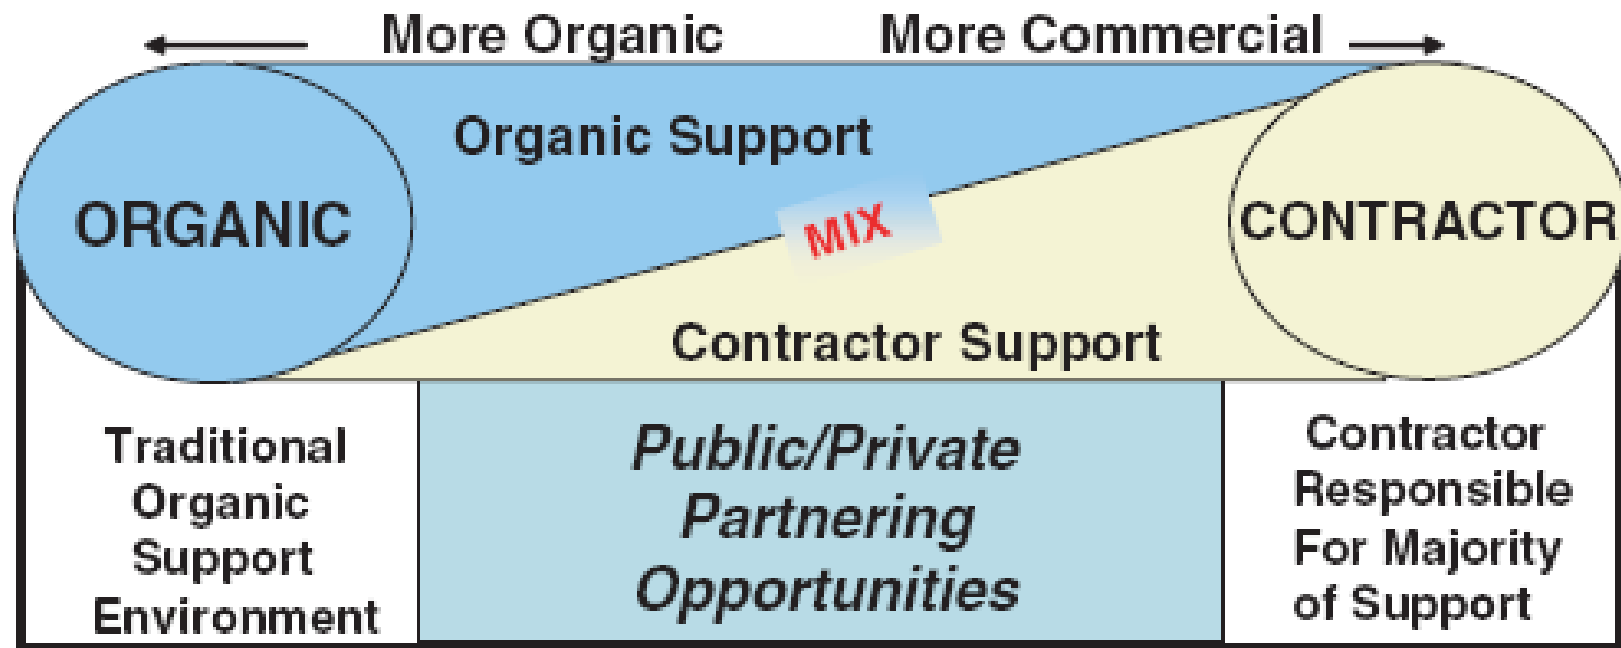 More Organic
More Commercial
Organic Support
ORGANIC
MIX
CONTRACTOR
Contractor Support
Traditional
Organic
Support
Environment
Public/Private
Partnering
Opportunities
Contractor
Responsible
For Majority
of Support